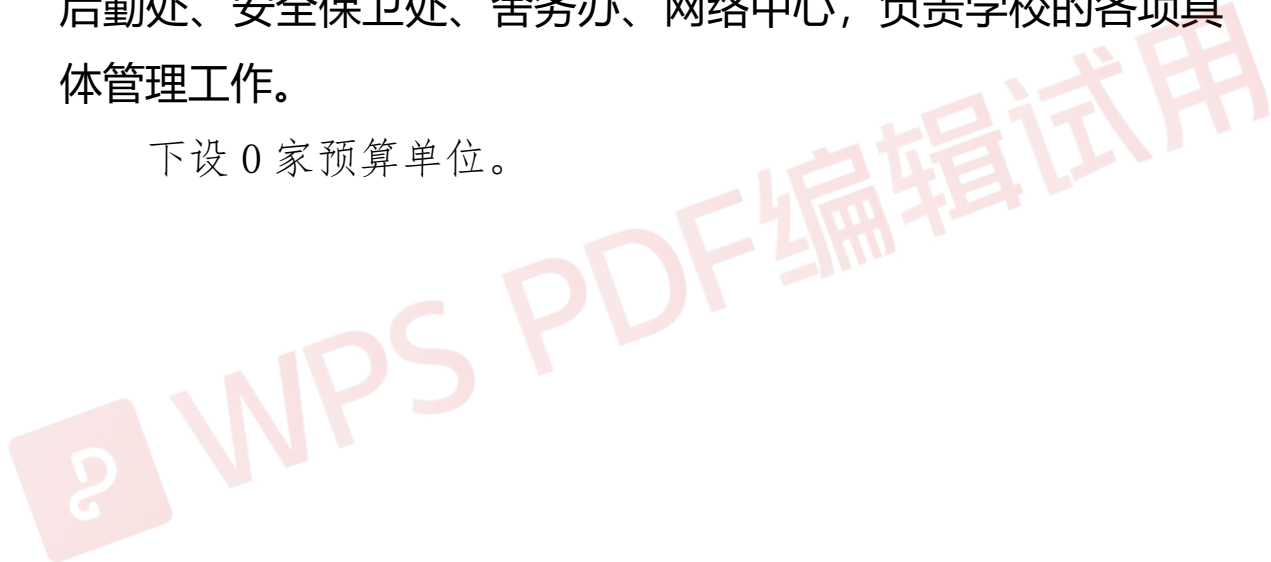 后勤处、安全保卫处、舍务办、网络中心，负责学校的各项具
体管理工作。
下设 0 家预算单位。
WPS PDF编辑试用